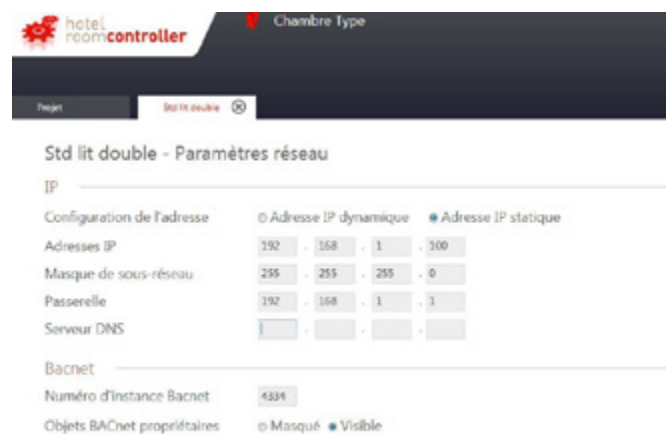 hotel
roomcontroller
Chambre Type
Projet
Std lit double
Std lit double - Paramètres réseau
IP
Configuration de l'adresse Adresse IP dynamique Adresse IP statique
Adresses IP 192 . 168 . 1 . 100
Masque de sous-réseau 255 . 255 . 255 . 0
Passerelle 192 . 168 . 1 . 1
Serveur DNS . . .
Bacnet
Numéro d'instance Bacnet 4334
Objets BACnet propriétaires Masqué Visible